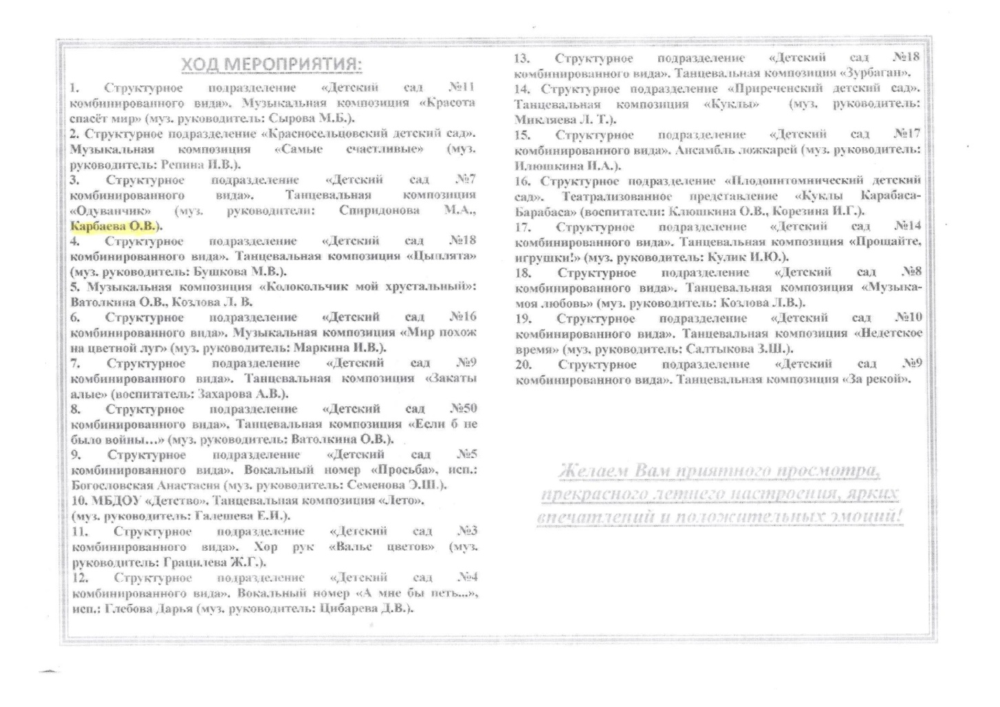 ХОД МЕРОПРИЯТИЯ:
1. Структурное подразделение «Детский сад №11
комбинированного вида». Музыкальная композиция «Красота
спасёт мир» (муз. руководитель: Сырова М.Б.).
2. Структурное подразделение «Красносельцовский детский сад».
Музыкальная композиция «Самые счастливые» (муз.
руководитель: Репина И.В.).
3. Структурное подразделение «Детский сад №7
комбинированного вида». Танцевальная композиция
«Одуванчик» (муз. руководители: Спиридонова М.А.,
Карбаева О.В.).
4. Структурное подразделение «Детский сад №18
комбинированного вида». Танцевальная композиция «Цыплята»
(муз. руководитель: Бушкова М.В.).
5. Музыкальная композиция «Колокольчик мой хрустальный»:
Ватолкина О.В., Козлова Л. В.
6. Структурное подразделение «Детский сад №16
комбинированного вида». Музыкальная композиция «Мир похож
на цветной луг» (муз. руководитель: Маркина И.В.).
7. Структурное подразделение «Детский сад №9
комбинированного вида». Танцевальная композиция «Закаты
алые» (воспитатель: Захарова А.В.).
8. Структурное подразделение «Детский сад №50
комбинированного вида». Танцевальная композиция «Если б не
было войны...» (муз. руководитель: Ватолкина О.В.).
9. Структурное подразделение «Детский сад №5
комбинированного вида». Вокальный номер «Просьба», исп.:
Богословская Анастасия (муз. руководитель: Семенова Э.Ш.).
10. МБДОУ «Детство». Танцевальная композиция «Лето».
(муз. руководитель: Галешева Е.И.).
11. Структурное подразделение «Детский сад №3
комбинированного вида». Хор рук «Вальс цветов» (муз.
руководитель: Грацилева Ж.Г.).
12. Структурное подразделение «Детский сад №4
комбинированного вида». Вокальный номер «А мне бы петь...»,
исп.: Глебова Дарья (муз. руководитель: Цибарева Д.В.).
13. Структурное подразделение «Детский сад №18
комбинированного вида». Танцевальная композиция «Зурбаган».
14. Структурное подразделение «Приреченский детский сад».
Танцевальная композиция «Куклы» (муз. руководитель:
Микляева Л. Т.).
15. Структурное подразделение «Детский сад №17
комбинированного вида». Ансамбль ложкарей (муз. руководитель:
Илюшкина И.А.).
16. Структурное подразделение «Плодопитомнический детский
сад». Театрализованное представление «Куклы Карабаса-
Барабаса» (воспитатели: Клюшкина О.В., Корезина И.Г.).
17. Структурное подразделение «Детский сад №14
комбинированного вида». Танцевальная композиция «Прощайте,
игрушки!» (муз. руководитель: Кулик И.Ю.).
18. Структурное подразделение «Детский сад №8
комбинированного вида». Танцевальная композиция «Музыка-
моя любовь» (муз. руководитель: Козлова Л.В.).
19. Структурное подразделение «Детский сад №10
комбинированного вида». Танцевальная композиция «Недетское
время» (муз. руководитель: Салтыкова З.Ш.).
20. Структурное подразделение «Детский сад №9
комбинированного вида». Танцевальная композиция «За рекой».
Желаем Вам приятного просмотра,
прекрасного летнего настроения, ярких
впечатлений и положительных эмоций!